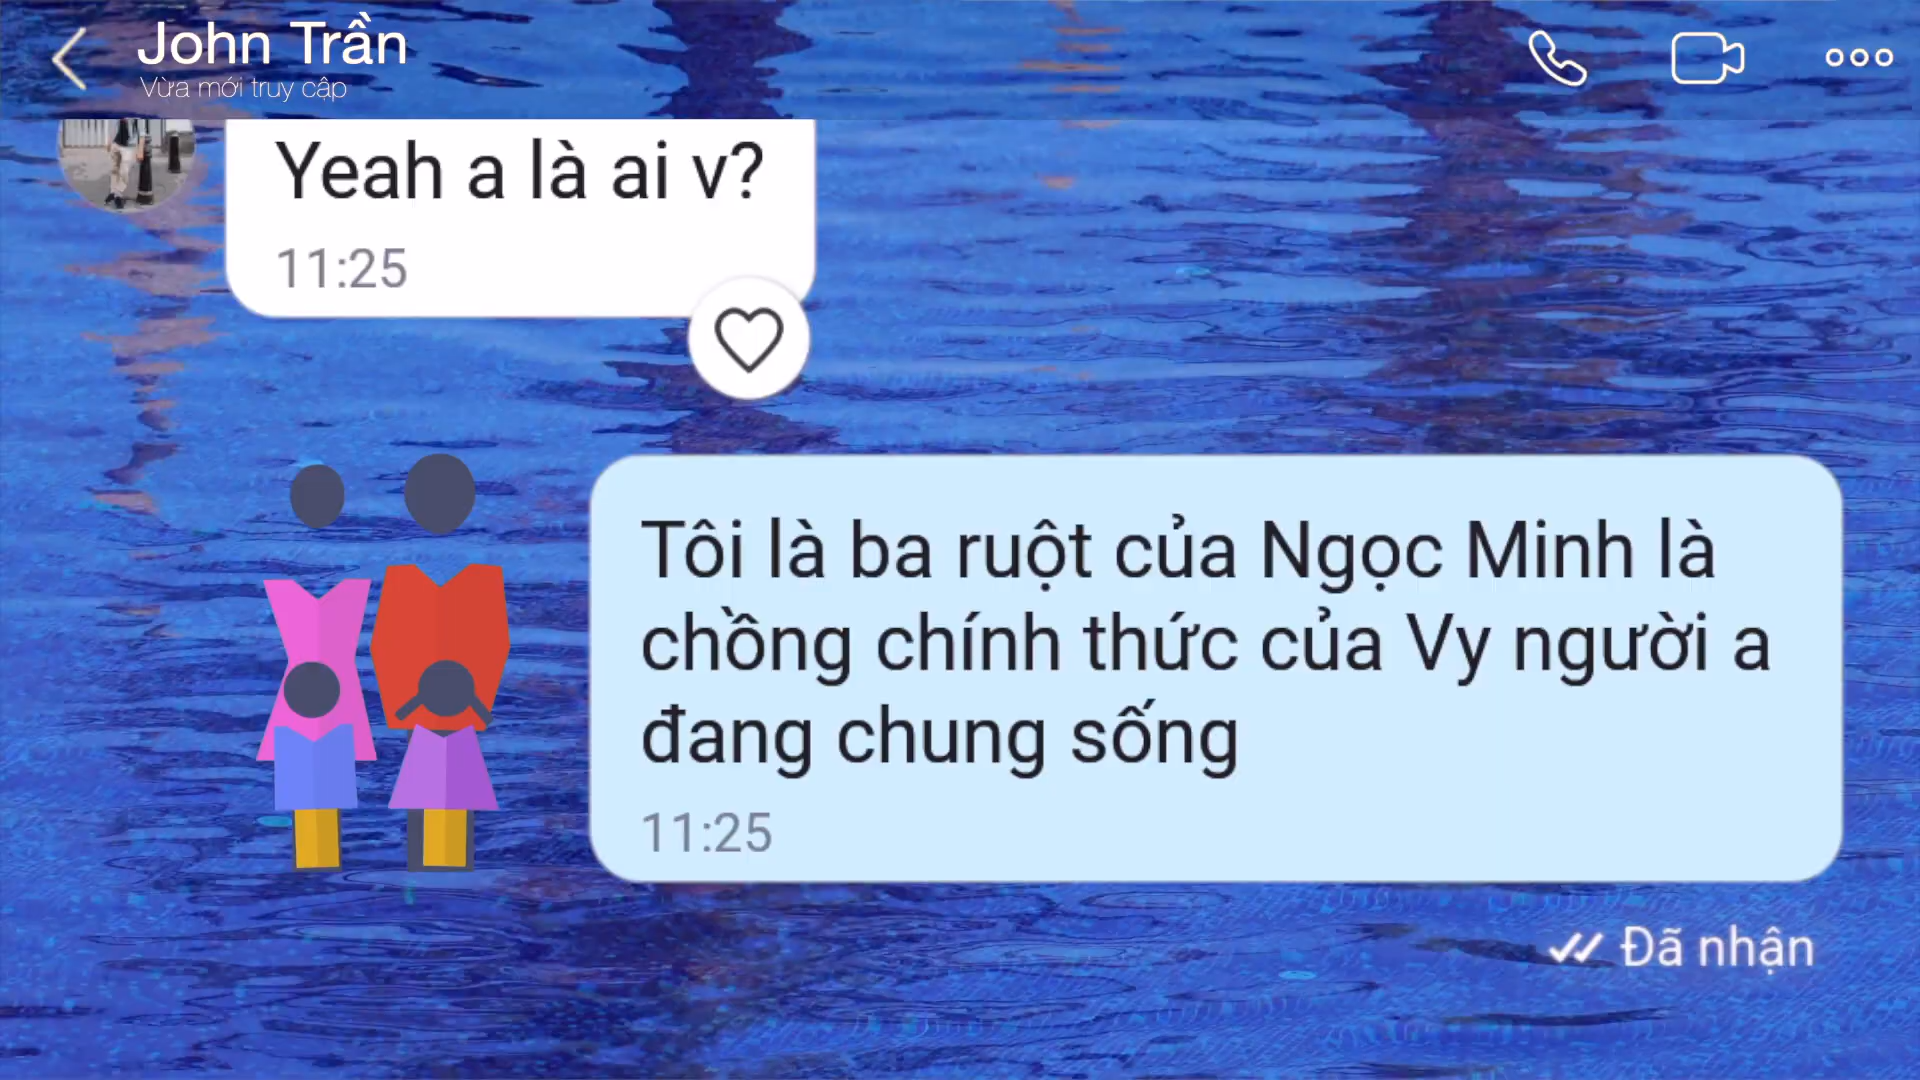 John Trần
Vừa mới truy cập
Yeah a là ai v?
11:25
Tôi là ba ruột của Ngọc Minh là
chồng chính thức của Vy người a
đang chung sống
11:25
Đã nhận